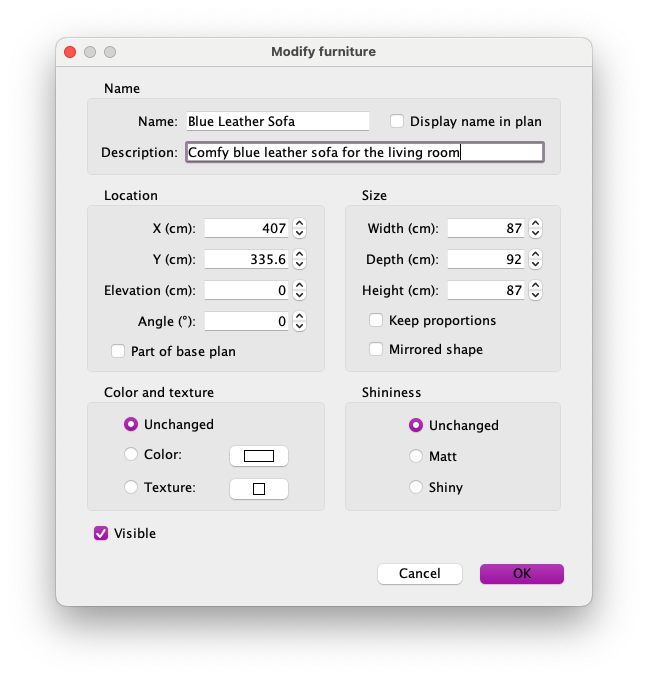 Modify furniture
Name
Name: Blue Leather Sofa Display name in plan
Description: Comfy blue leather sofa for the living room
Location Size
X (cm): 407 Width (cm): 87
Y (cm): 335.6 Depth (cm): 92
Elevation (cm): 0 Height (cm): 87
Angle (°): 0 Keep proportions
Part of base plan Mirrored shape
Color and texture Shininess
Unchanged Unchanged
Color: Matt
Texture: Shiny
Visible
Cancel OK